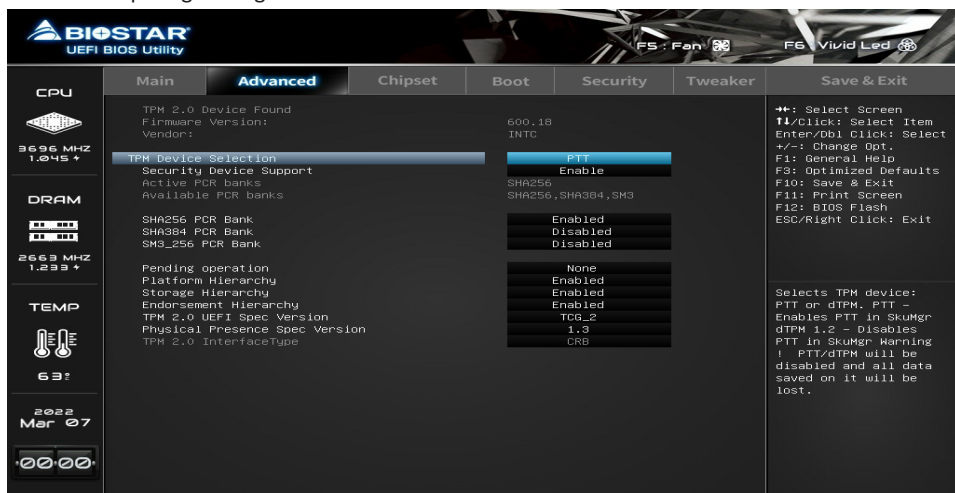 BIOSTAR
UEFI BIOS Utility
F5 : Fan
F6 Vivid Led
Main Advanced Chipset Boot Security Tweaker Save & Exit
CPU
3696 MHZ
1.045
DRAM
2663 MHZ
1.233
TEMP
63
2022
Mar 07
00:00
TPM 2.0 Device Found
Firmware Version: 600.18
Vendor: INTC
TPM Device Selection PTT
Security Device Support Enable
Active PCR banks SHA256
Available PCR banks SHA256,SHA384,SM3
SHA256 PCR Bank Enabled
SHA384 PCR Bank Disabled
SM3_256 PCR Bank Disabled
Pending operation None
Platform Hierarchy Enabled
Storage Hierarchy Enabled
Endorsement Hierarchy Enabled
TPM 2.0 UEFI Spec Version TCG_2
Physical Presence Spec Version 1.3
TPM 2.0 InterfaceType CRB
→←: Select Screen
↑↓/Click: Select Item
Enter/Dbl Click: Select
+/-: Change Opt.
F1: General Help
F3: Optimized Defaults
F10: Save & Exit
F11: Print Screen
F12: BIOS Flash
ESC/Right Click: Exit
Selects TPM device:
PTT or dTPM. PTT -
Enables PTT in SkuMgr
dTPM 1.2 - Disables
PTT in SkuMgr Warning
! PTT/dTPM will be
disabled and all data
saved on it will be
lost.